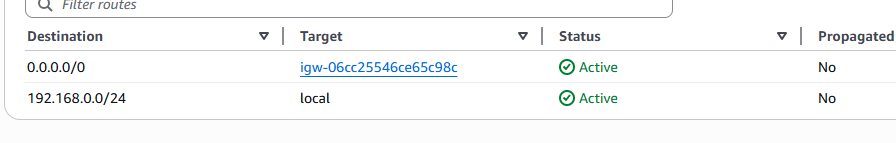 Filter routes
Destination Target Status Propagated
0.0.0.0/0 igw-06cc25546ce65c98c Active No
192.168.0.0/24 local Active No